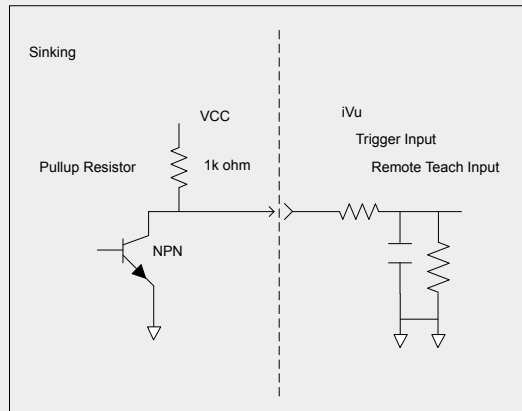 Sinking
VCC
iVu
Trigger Input
Pullup Resistor
1k ohm
Remote Teach Input
NPN